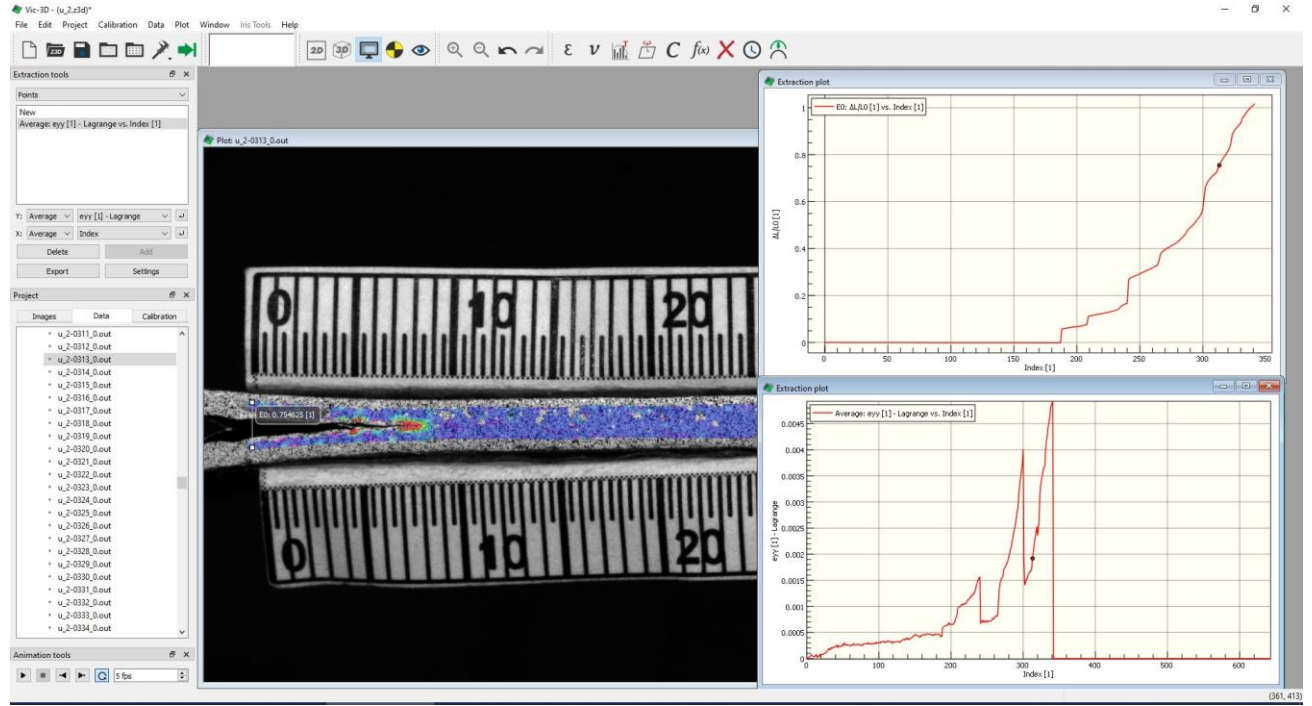 Vic-3D - (u_2.z3d)*
File Edit Project Calibration Data Plot Window Iris Tools Help
2D 3D ε ν C f(x)
Extraction tools
Points
New
Average: eyy [1] - Lagrange vs. Index [1]
Y: Average eyy [1] - Lagrange
X: Average Index
Delete Add
Export Settings
Project
Images Data Calibration
u_2-0311_0.out
u_2-0312_0.out
u_2-0313_0.out
u_2-0314_0.out
u_2-0315_0.out
u_2-0316_0.out
u_2-0317_0.out
u_2-0318_0.out
u_2-0319_0.out
u_2-0320_0.out
u_2-0321_0.out
u_2-0322_0.out
u_2-0323_0.out
u_2-0324_0.out
u_2-0325_0.out
u_2-0326_0.out
u_2-0327_0.out
u_2-0328_0.out
u_2-0329_0.out
u_2-0330_0.out
u_2-0331_0.out
u_2-0332_0.out
u_2-0333_0.out
u_2-0334_0.out
Animation tools
5 fps
Plot: u_2-0313_0.out
0 10 20
E0: 0.754625 [1]
0 10 20
Extraction plot
E0: ΔL/L0 [1] vs. Index [1]
1
0.8
0.6
0.4
0.2
0
ΔL/L0 [1]
0 50 100 150 200 250 300 350
Index [1]
Extraction plot
Average: eyy [1] - Lagrange vs. Index [1]
0.0045
0.004
0.0035
0.003
0.0025
0.002
0.0015
0.001
0.0005
0
eyy [1] - Lagrange
0 100 200 300 400 500 600
Index [1]
(361, 413)